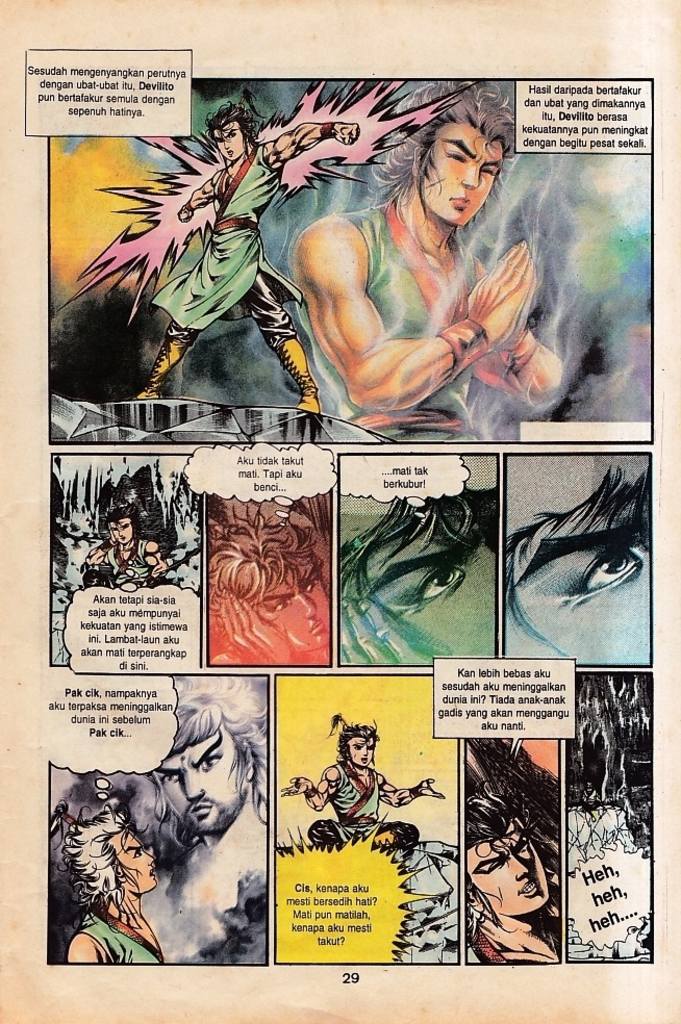 Sesudah mengenyangkan perutnya
dengan ubat-ubat itu, Devilito
pun bertafakur semula dengan
sepenuh hatinya.
Hasil daripada bertafakur
dan ubat yang dimakannya
itu, Devilito berasa
kekuatannya pun meningkat
dengan begitu pesat sekali.
Akan tetapi sia-sia
saja aku mempunyai
kekuatan yang istimewa
ini. Lambat-laun aku
akan mati terperangkap
di sini.
Aku tidak takut
mati. Tapi aku
benci...
....mati tak
berkubur!
Pak cik, nampaknya
aku terpaksa meninggalkan
dunia ini sebelum
Pak cik...
Cis, kenapa aku
mesti bersedih hati?
Mati pun matilah,
kenapa aku mesti
takut?
Kan lebih bebas aku
sesudah aku meninggalkan
dunia ini? Tiada anak-anak
gadis yang akan menggangu
aku nanti.
Heh,
heh,
heh....
29